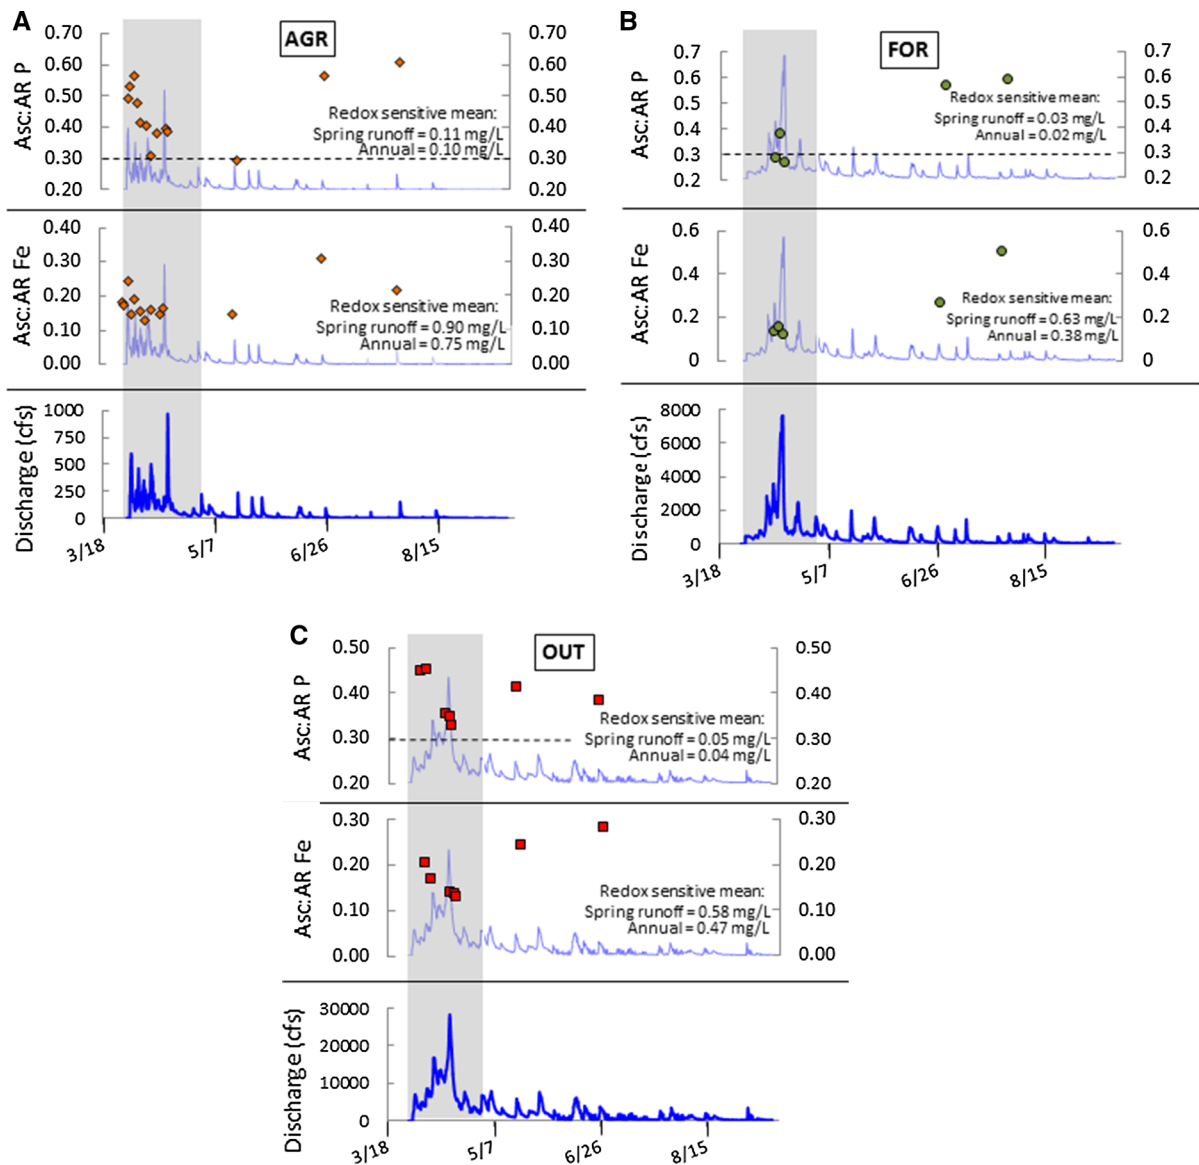 A
AGR
Asc:AR P
0.70
0.60
0.50
0.40
0.30
0.20
0.70
0.60
0.50
0.40
0.30
0.20
Redox sensitive mean:
Spring runoff = 0.11 mg/L
Annual = 0.10 mg/L
Asc:AR Fe
0.40
0.30
0.20
0.10
0.00
0.40
0.30
0.20
0.10
0.00
Redox sensitive mean:
Spring runoff = 0.90 mg/L
Annual = 0.75 mg/L
Discharge (cfs)
1000
750
500
250
0
3/18
5/7
6/26
8/15
B
FOR
Asc:AR P
0.7
0.6
0.5
0.4
0.3
0.2
0.7
0.6
0.5
0.4
0.3
0.2
Redox sensitive mean:
Spring runoff = 0.03 mg/L
Annual = 0.02 mg/L
Asc:AR Fe
0.6
0.4
0.2
0
0.6
0.4
0.2
0
Redox sensitive mean:
Spring runoff = 0.63 mg/L
Annual = 0.38 mg/L
Discharge (cfs)
8000
6000
4000
2000
0
3/18
5/7
6/26
8/15
C
OUT
Asc:AR P
0.50
0.40
0.30
0.20
0.50
0.40
0.30
0.20
Redox sensitive mean:
Spring runoff = 0.05 mg/L
Annual = 0.04 mg/L
Asc:AR Fe
0.30
0.20
0.10
0.00
0.30
0.20
0.10
0.00
Redox sensitive mean:
Spring runoff = 0.58 mg/L
Annual = 0.47 mg/L
Discharge (cfs)
30000
20000
10000
0
3/18
5/7
6/26
8/15